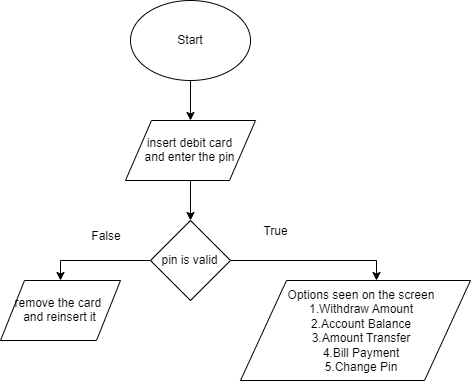 Start
insert debit card
and enter the pin
False
True
pin is valid
remove the card
and reinsert it
Options seen on the screen
1.Withdraw Amount
2.Account Balance
3.Amount Transfer
4.Bill Payment
5.Change Pin